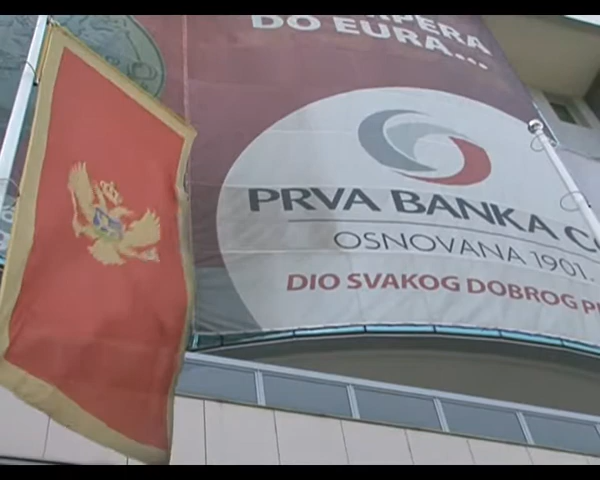 DO EURA...
PRVA BANKA
OSNOVANA 1901.
DIO SVAKOG DOBROG